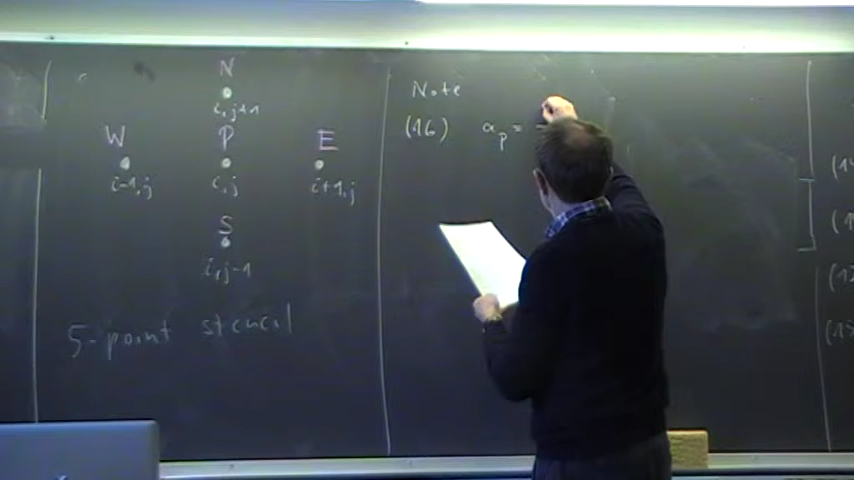 N
i,j+1
W P E
i-1,j i,j i+1,j
S
i,j-1
5-point stencil
Note
(16) a_p = -